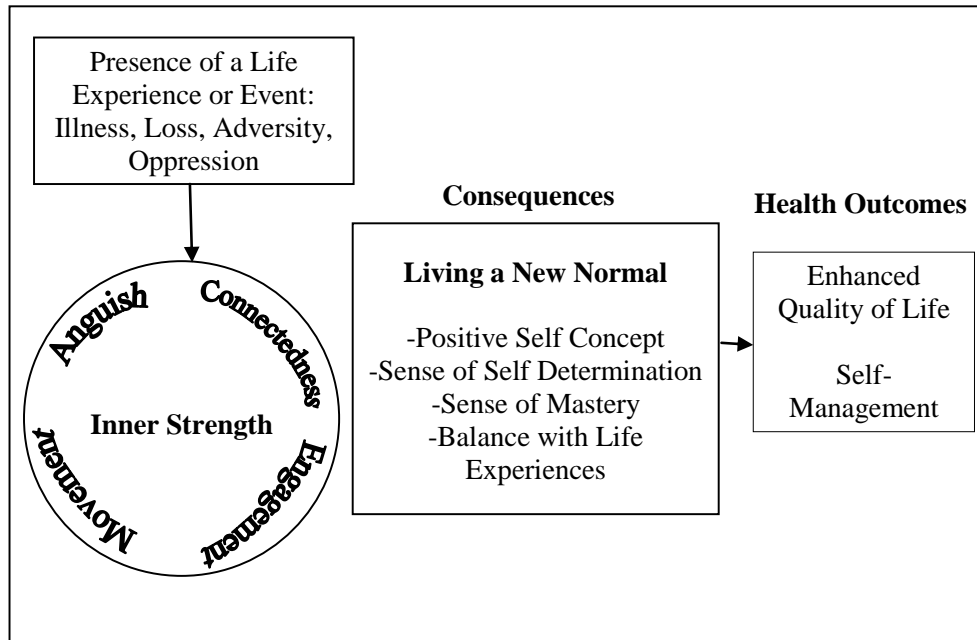 Presence of a Life
Experience or Event:
Illness, Loss, Adversity,
Oppression
Anguish
Connectedness
Inner Strength
Movement
Engagement
Consequences
Living a New Normal
-Positive Self Concept
-Sense of Self Determination
-Sense of Mastery
-Balance with Life
Experiences
Health Outcomes
Enhanced
Quality of Life
Self-
Management